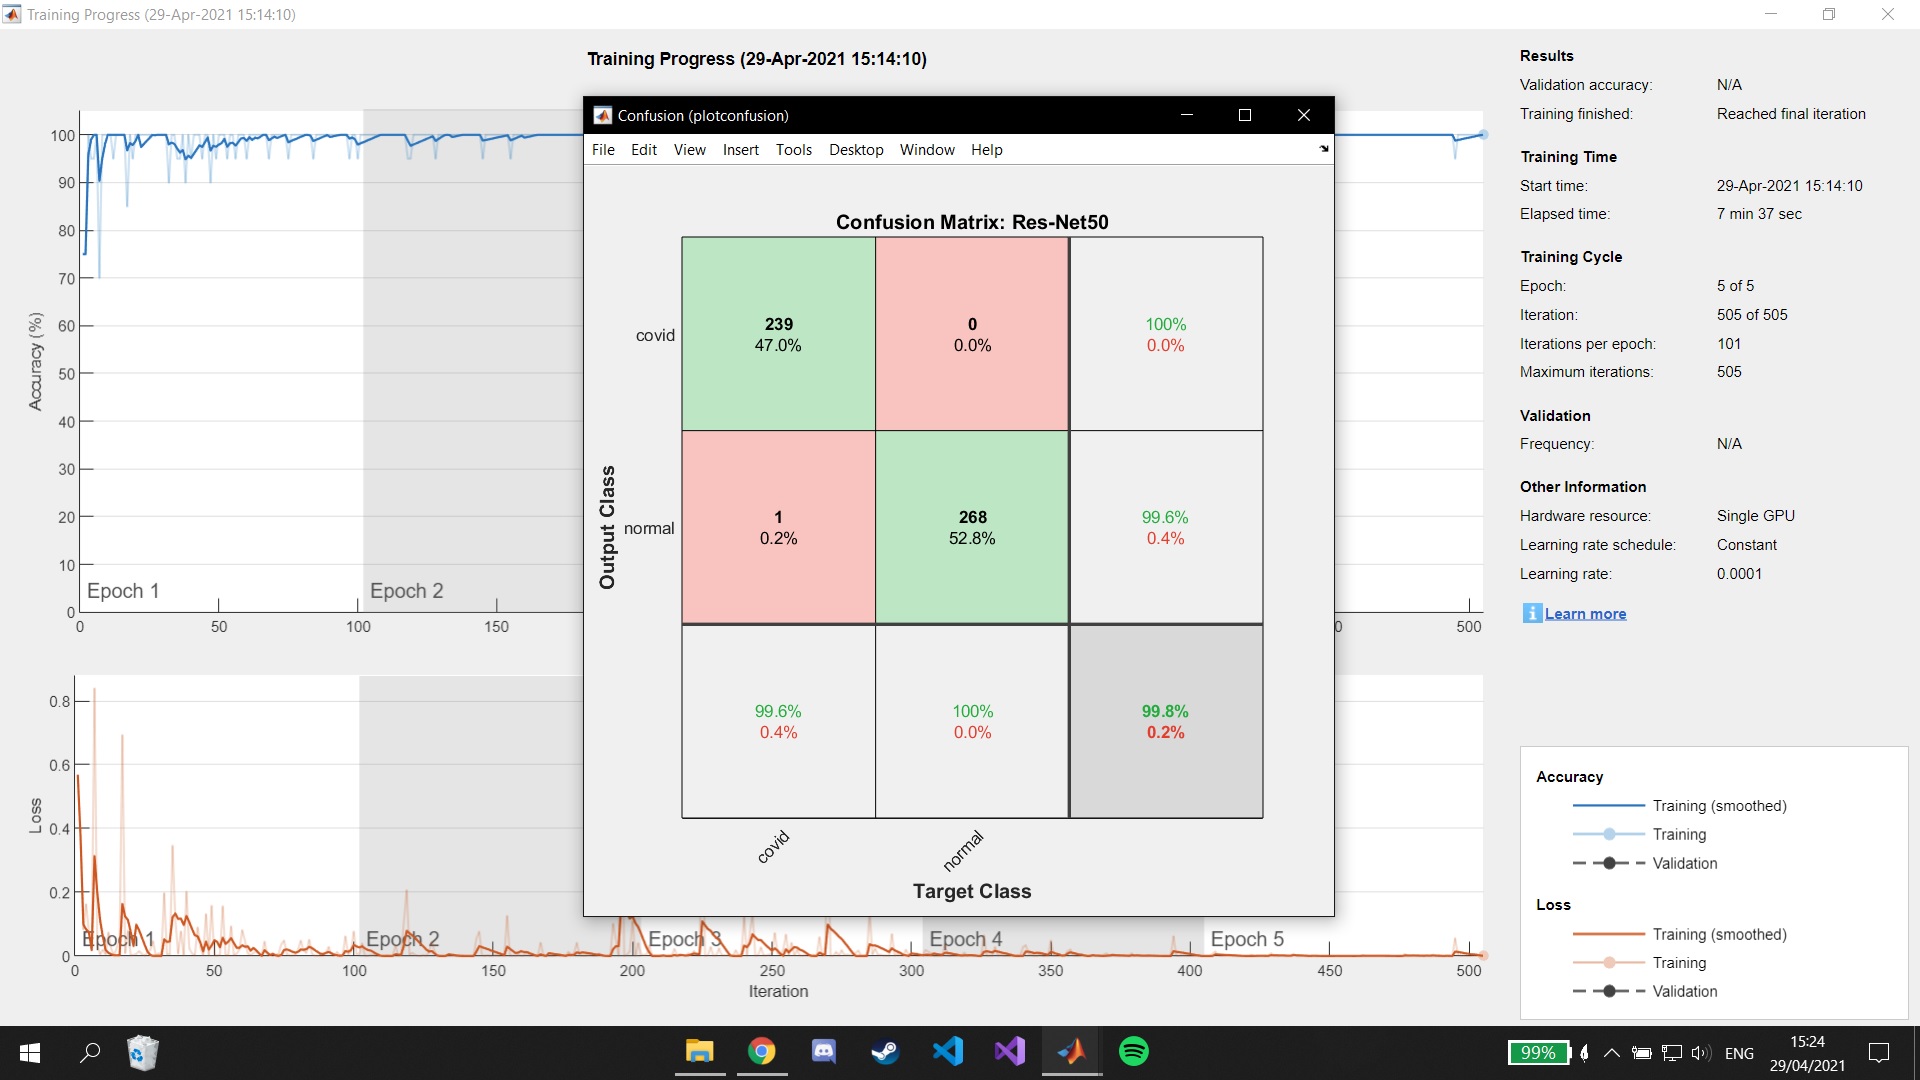 Training Progress (29-Apr-2021 15:14:10)
Training Progress (29-Apr-2021 15:14:10)
Accuracy (%)
100
90
80
70
60
50
40
30
20
10
0
Epoch 1
Epoch 2
0 50 100 150
0 500
Loss
0.8
0.6
0.4
0.2
0
Epoch 1 Epoch 2 Epoch 3 Epoch 4 Epoch 5
0 50 100 150 200 250 300 350 400 450 500
Iteration
Confusion (plotconfusion)
File Edit View Insert Tools Desktop Window Help
Confusion Matrix: Res-Net50
Output Class
covid
239
47.0%
0
0.0%
100%
0.0%
normal
1
0.2%
268
52.8%
99.6%
0.4%
99.6%
0.4%
100%
0.0%
99.8%
0.2%
covid
normal
Target Class
Results
Validation accuracy: N/A
Training finished: Reached final iteration
Training Time
Start time: 29-Apr-2021 15:14:10
Elapsed time: 7 min 37 sec
Training Cycle
Epoch: 5 of 5
Iteration: 505 of 505
Iterations per epoch: 101
Maximum iterations: 505
Validation
Frequency: N/A
Other Information
Hardware resource: Single GPU
Learning rate schedule: Constant
Learning rate: 0.0001
i Learn more
Accuracy
Training (smoothed)
Training
Validation
Loss
Training (smoothed)
Training
Validation
99%
ENG
15:24
29/04/2021